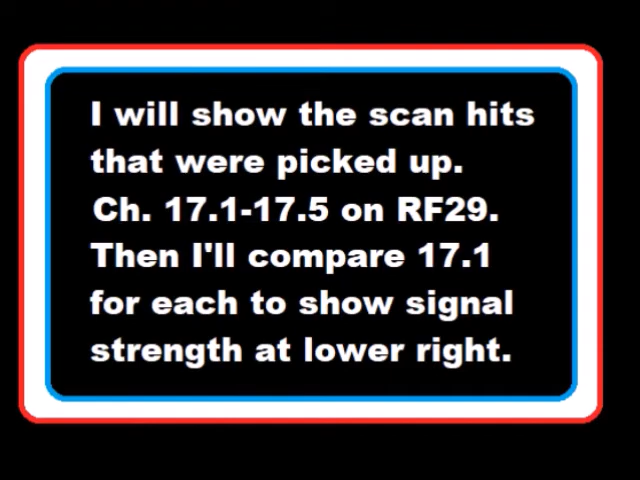 I will show the scan hits
that were picked up.
Ch. 17.1-17.5 on RF29.
Then I'll compare 17.1
for each to show signal
strength at lower right.